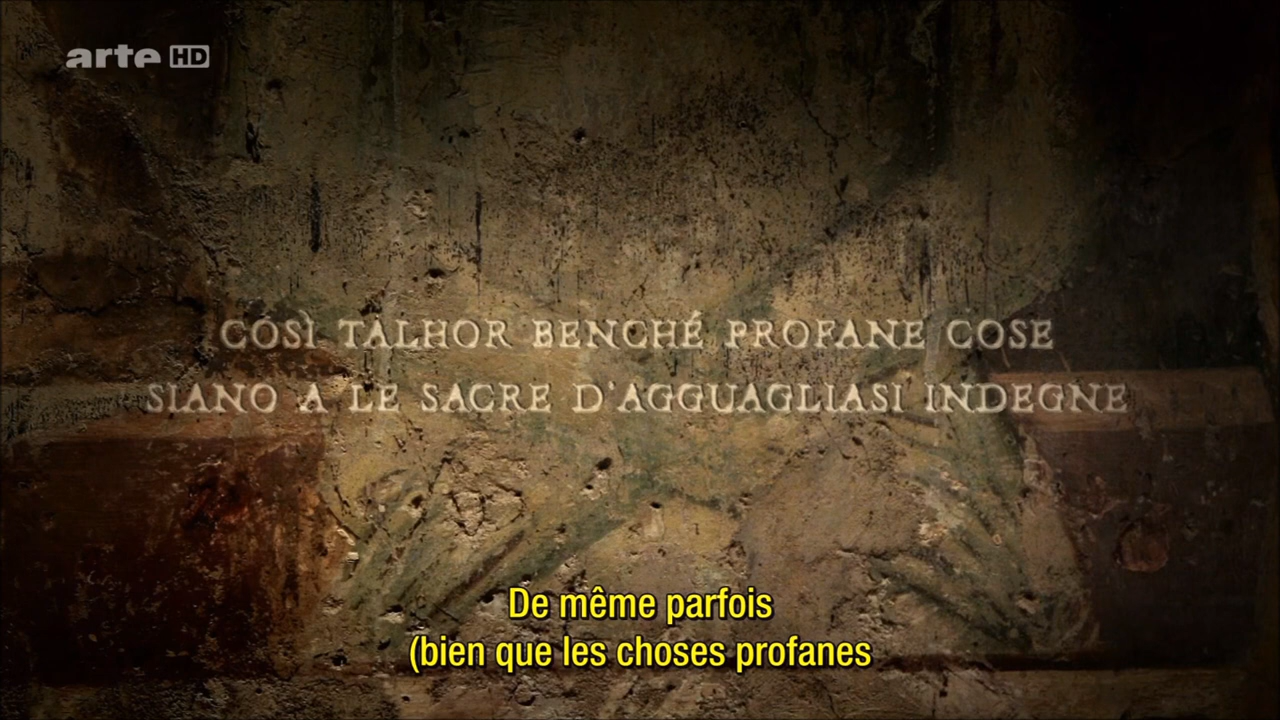 arte HD
COSÌ TALHOR BENCHÉ PROFANE COSE
SIANO A LE SACRE D'AGGUAGLIASI INDEGNE
De même parfois
(bien que les choses profanes